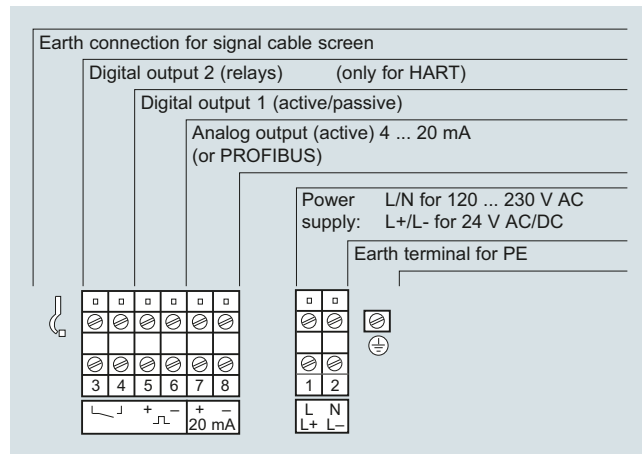 Earth connection for signal cable screen
Digital output 2 (relays) (only for HART)
Digital output 1 (active/passive)
Analog output (active) 4 ... 20 mA
(or PROFIBUS)
Power L/N for 120 ... 230 V AC
supply: L+/L- for 24 V AC/DC
Earth terminal for PE
3 4 5 6 7 8 1 2
+ – + – L N
20 mA L+ L–